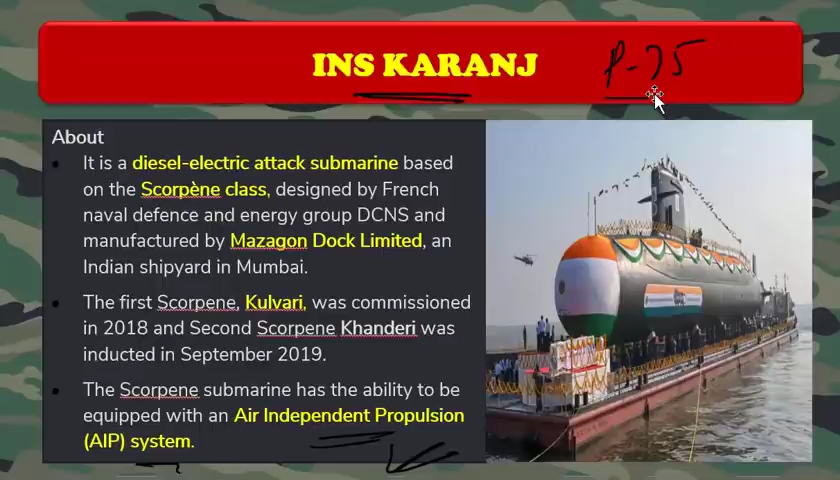 INS KARANJ
P-75
About
It is a diesel-electric attack submarine based
on the Scorpène class, designed by French
naval defence and energy group DCNS and
manufactured by Mazagon Dock Limited, an
Indian shipyard in Mumbai.
The first Scorpene, Kulvari, was commissioned
in 2018 and Second Scorpene Khanderi was
inducted in September 2019.
The Scorpene submarine has the ability to be
equipped with an Air Independent Propulsion
(AIP) system.